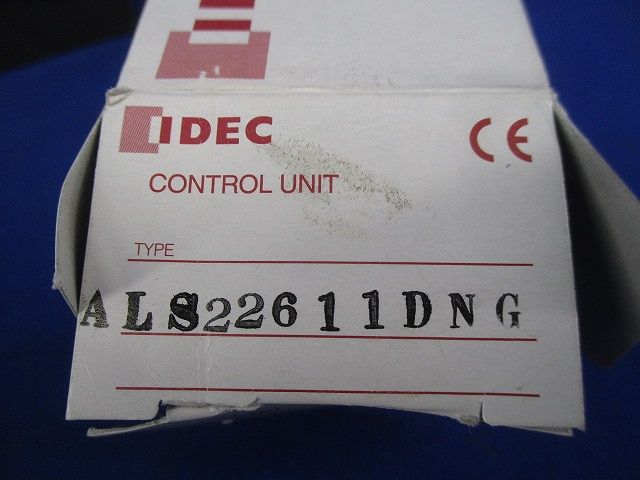 IDEC
CE
CONTROL UNIT
TYPE
ALS22611DNG